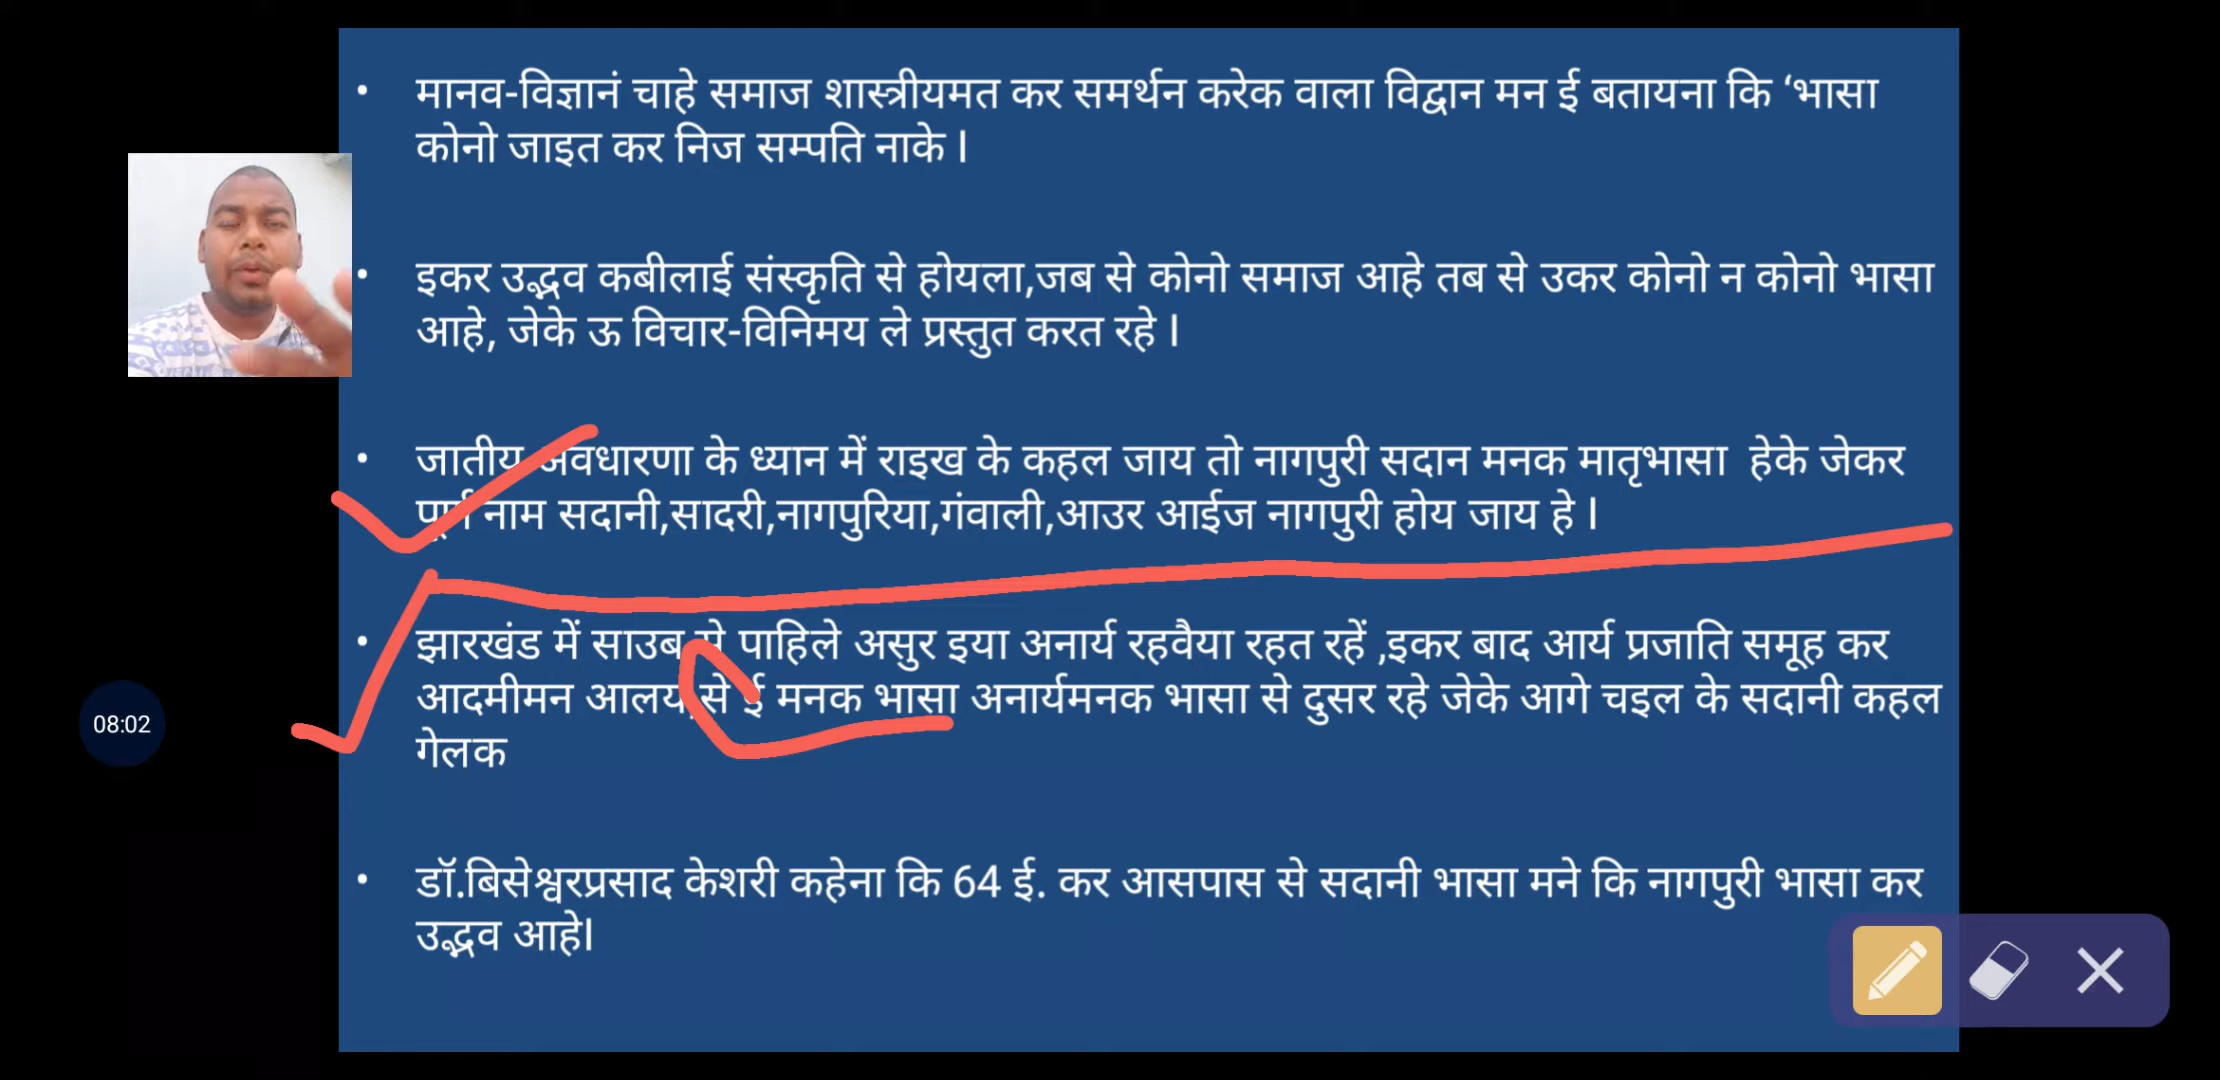 • मानव-विज्ञानं चाहे समाज शास्त्रीयमत कर समर्थन करेक वाला विद्वान मन ई बतायना कि ‘भासा
कोनो जाइत कर निज सम्पति नाके ।
• इकर उद्भव कबीलाई संस्कृति से होयला,जब से कोनो समाज आहे तब से उकर कोनो न कोनो भासा
आहे, जेके ऊ विचार-विनिमय ले प्रस्तुत करत रहे ।
• जातीय अवधारणा के ध्यान में राइख के कहल जाय तो नागपुरी सदान मनक मातृभासा हेके जेकर
नाम सदानी,सादरी,नागपुरिया,गंवाली,आउर आईज नागपुरी होय जाय हे ।
• झारखंड में साउब से पाहिले असुर इया अनार्य रहवैया रहत रहें ,इकर बाद आर्य प्रजाति समूह कर
आदमीमन आलय,से ई मनक भासा अनार्यमनक भासा से दुसर रहे जेके आगे चइल के सदानी कहल
गेलक
• डॉ.बिसेश्वरप्रसाद केशरी कहेना कि 64 ई. कर आसपास से सदानी भासा मने कि नागपुरी भासा कर
उद्भव आहे।
08:02